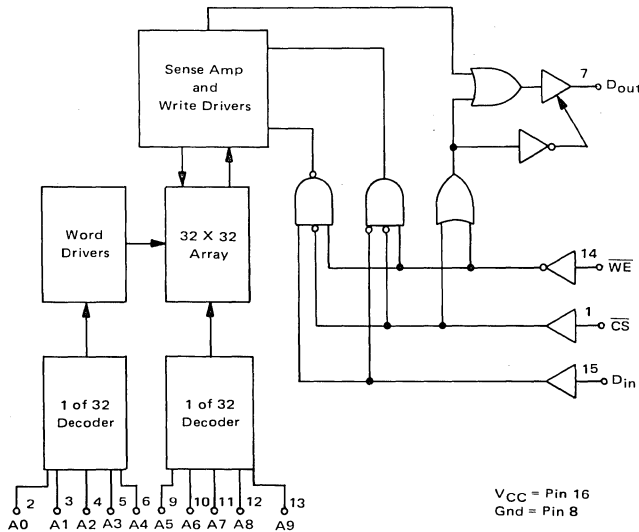 Sense Amp
and
Write Drivers
7
Dout
Word
Drivers
32 X 32
Array
14
WE
1
CS
15
Din
1 of 32
Decoder
1 of 32
Decoder
2 3 4 5 6 9 10 11 12 13
A0 A1 A2 A3 A4 A5 A6 A7 A8 A9
VCC = Pin 16
Gnd = Pin 8